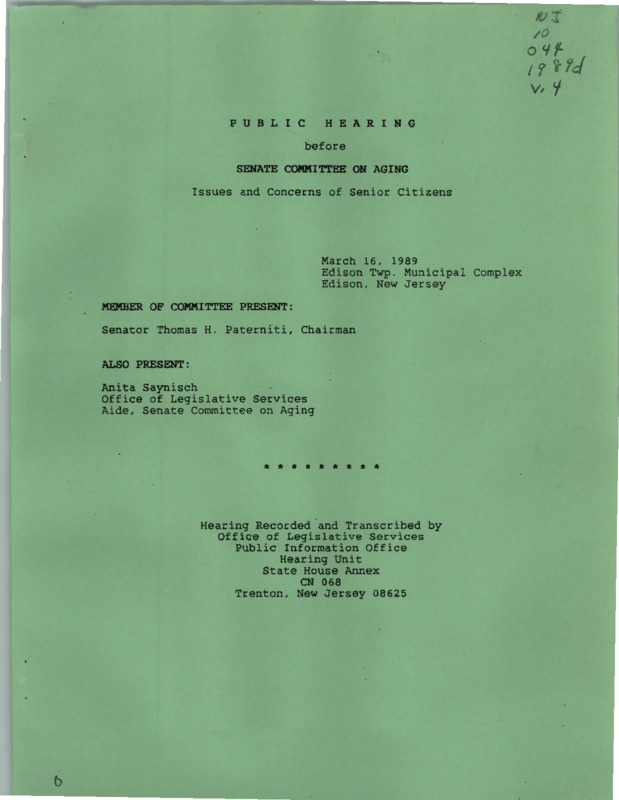 NJ
10
044
1989d
v. 4
P U B L I C   H E A R I N G
before
SENATE COMMITTEE ON AGING
Issues and Concerns of Senior Citizens
March 16, 1989
Edison Twp. Municipal Complex
Edison, New Jersey
MEMBER OF COMMITTEE PRESENT:
Senator Thomas H. Paterniti, Chairman
ALSO PRESENT:
Anita Saynisch
Office of Legislative Services
Aide, Senate Committee on Aging
* * * * * * * * *
Hearing Recorded and Transcribed by
Office of Legislative Services
Public Information Office
Hearing Unit
State House Annex
CN 068
Trenton, New Jersey 08625